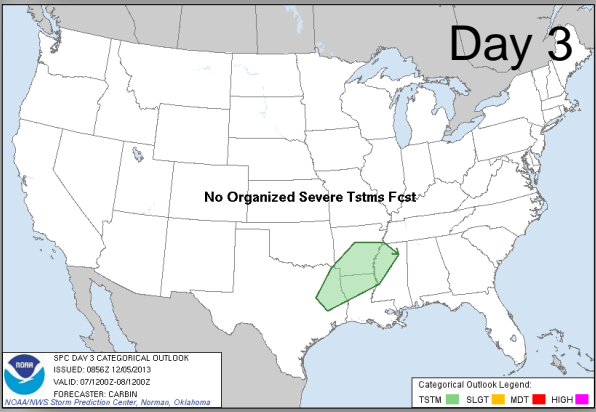 Day 3
No Organized Severe Tstms Fcst
SPC DAY 3 CATEGORICAL OUTLOOK
ISSUED: 0856Z 12/05/2013
VALID: 07/1200Z-08/1200Z
FORECASTER: CARBIN
NOAA/NWS Storm Prediction Center, Norman, Oklahoma
NOAA
Categorical Outlook Legend:
TSTM SLGT MDT HIGH